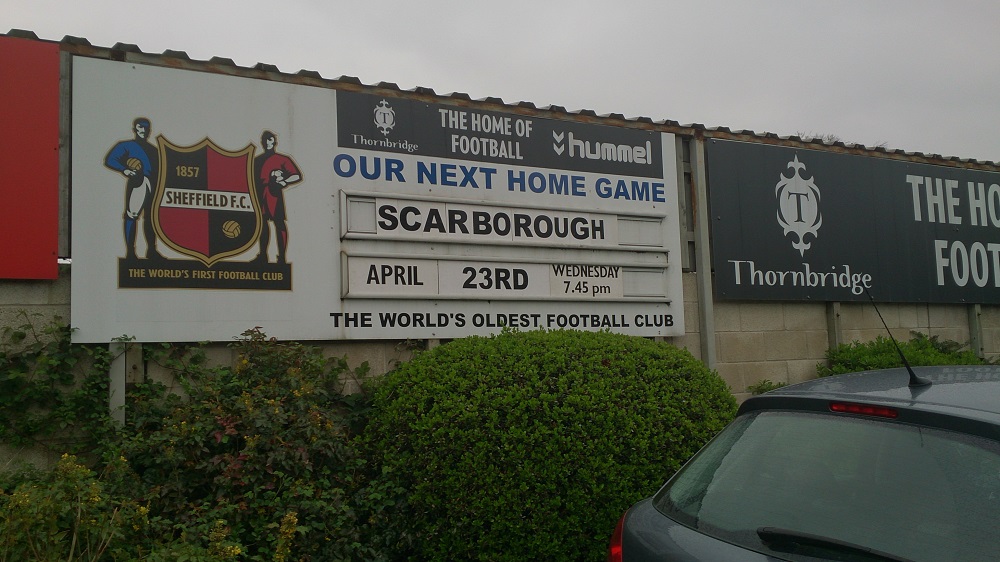 1857
SHEFFIELD F.C.
THE WORLD'S FIRST FOOTBALL CLUB
T
Thornbridge
THE HOME OF
FOOTBALL
hummel
OUR NEXT HOME GAME
SCARBOROUGH
APRIL 23RD WEDNESDAY
7.45 pm
THE WORLD'S OLDEST FOOTBALL CLUB
T
Thornbridge
THE HO
FOOT